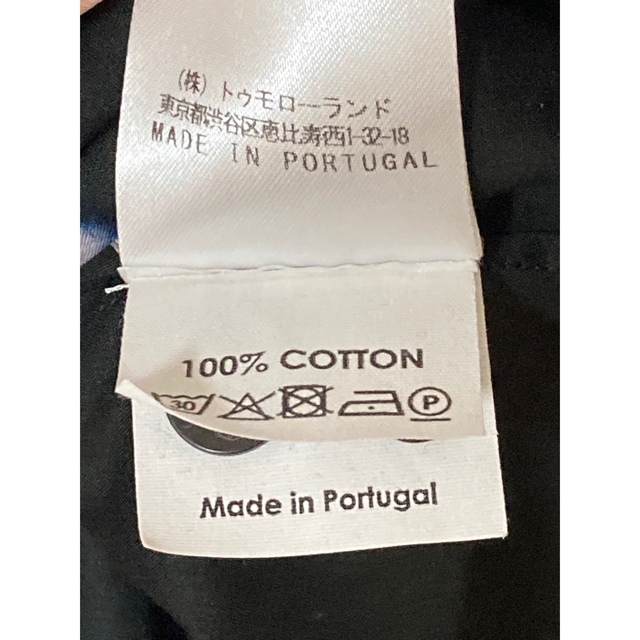 (株) トゥモローランド
東京都渋谷区恵比寿西1-32-18
MADE IN PORTUGAL
100% COTTON
30 P
Made in Portugal